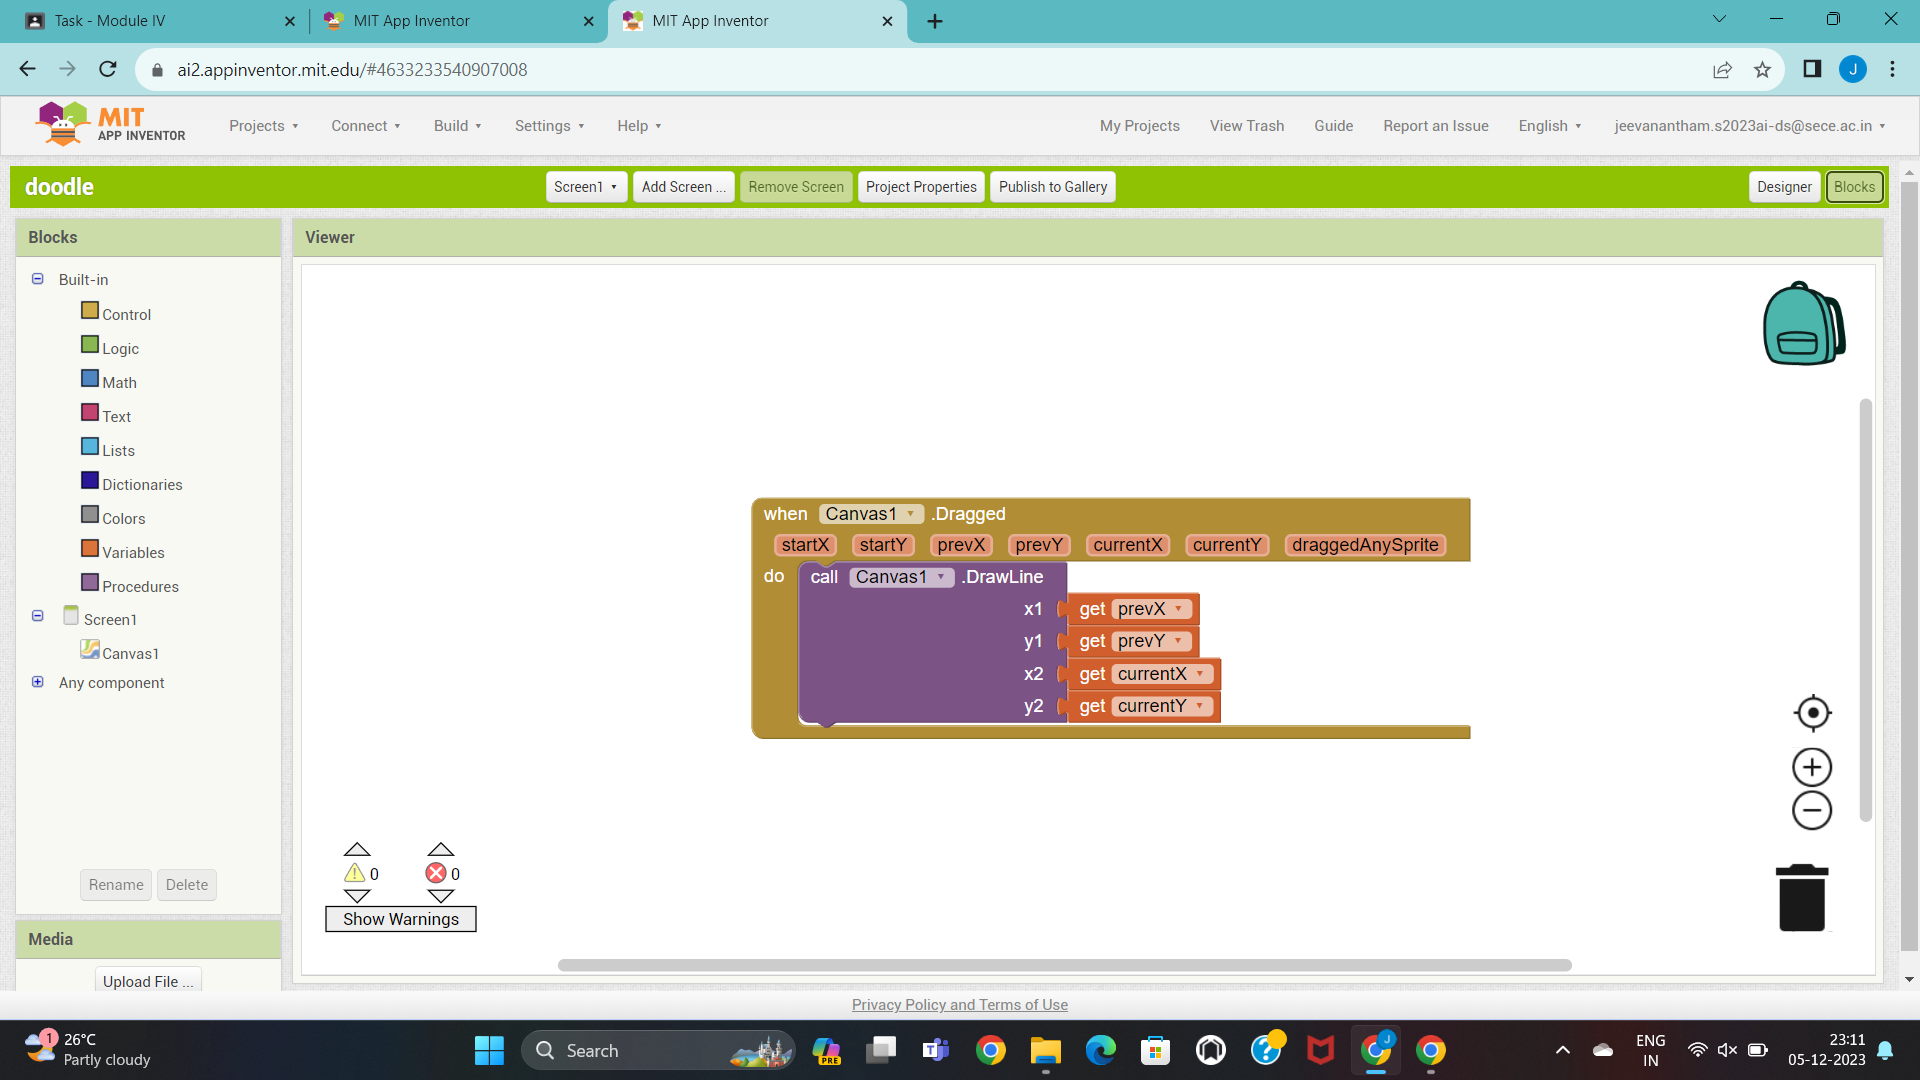 Task - Module IV
MIT App Inventor
MIT App Inventor
ai2.appinventor.mit.edu/#4633233540907008
J
MIT
APP INVENTOR
Projects
Connect
Build
Settings
Help
My Projects
View Trash
Guide
Report an Issue
English
jeevanantham.s2023ai-ds@sece.ac.in
doodle
Screen1
Add Screen ...
Remove Screen
Project Properties
Publish to Gallery
Designer
Blocks
Blocks
Viewer
Built-in
Control
Logic
Math
Text
Lists
Dictionaries
Colors
Variables
Procedures
Screen1
Canvas1
Any component
Rename
Delete
Media
Upload File ...
when Canvas1 .Dragged
startX startY prevX prevY currentX currentY draggedAnySprite
do call Canvas1 .DrawLine
x1 get prevX
y1 get prevY
x2 get currentX
y2 get currentY
0 0
Show Warnings
Privacy Policy and Terms of Use
1
26°C
Partly cloudy
Search
PRE
J
ENG
IN
23:11
05-12-2023